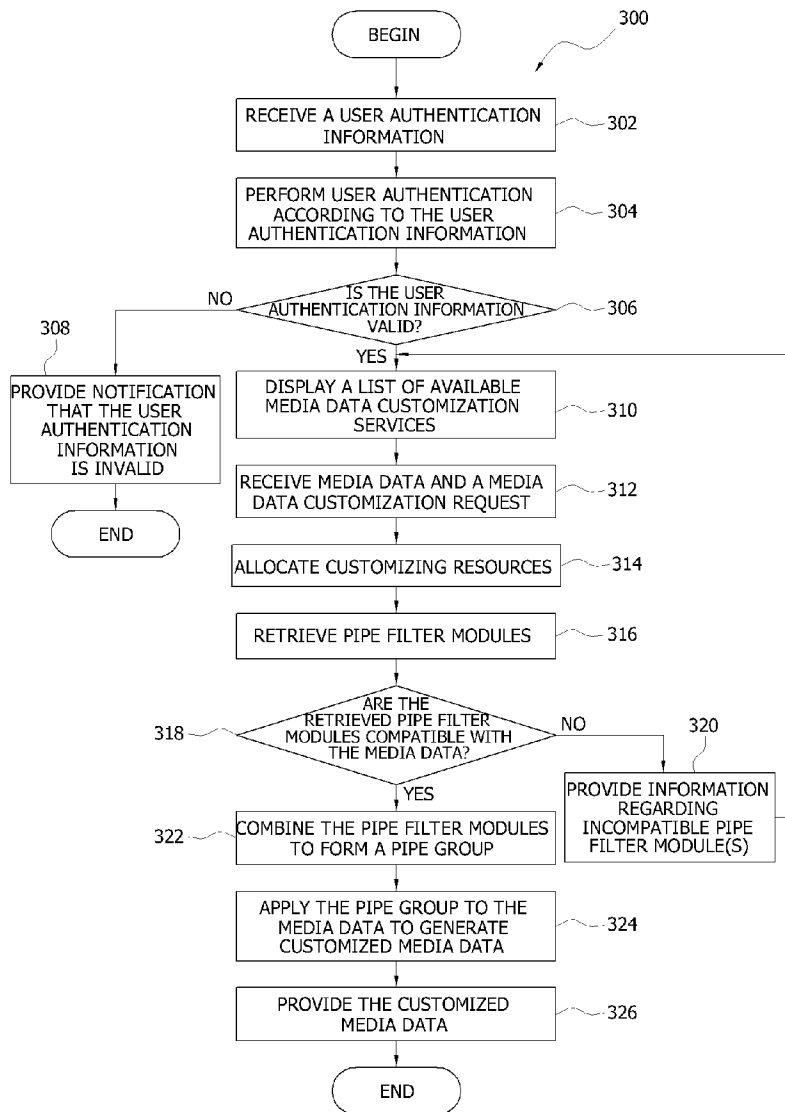 BEGIN
300
RECEIVE A USER AUTHENTICATION
INFORMATION
302
PERFORM USER AUTHENTICATION
ACCORDING TO THE USER
AUTHENTICATION INFORMATION
304
IS THE USER
AUTHENTICATION INFORMATION
VALID?
306
NO
YES
308
PROVIDE NOTIFICATION
THAT THE USER
AUTHENTICATION
INFORMATION
IS INVALID
END
DISPLAY A LIST OF AVAILABLE
MEDIA DATA CUSTOMIZATION
SERVICES
310
RECEIVE MEDIA DATA AND A MEDIA
DATA CUSTOMIZATION REQUEST
312
ALLOCATE CUSTOMIZING RESOURCES
314
RETRIEVE PIPE FILTER MODULES
316
ARE THE
RETRIEVED PIPE FILTER
MODULES COMPATIBLE WITH
THE MEDIA DATA?
318
NO
YES
320
PROVIDE INFORMATION
REGARDING
INCOMPATIBLE PIPE
FILTER MODULE(S)
322
COMBINE THE PIPE FILTER MODULES
TO FORM A PIPE GROUP
APPLY THE PIPE GROUP TO THE
MEDIA DATA TO GENERATE
CUSTOMIZED MEDIA DATA
324
PROVIDE THE CUSTOMIZED
MEDIA DATA
326
END